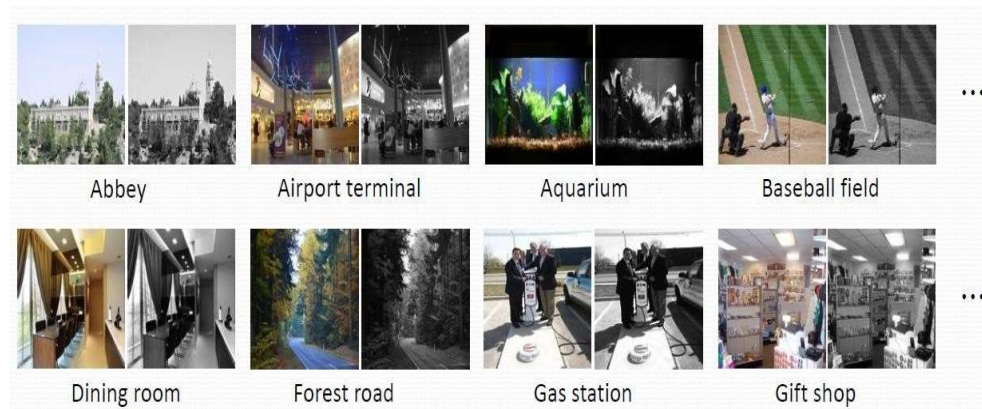 Abbey
Airport terminal
Aquarium
Baseball field
...
Dining room
Forest road
Gas station
Gift shop
...